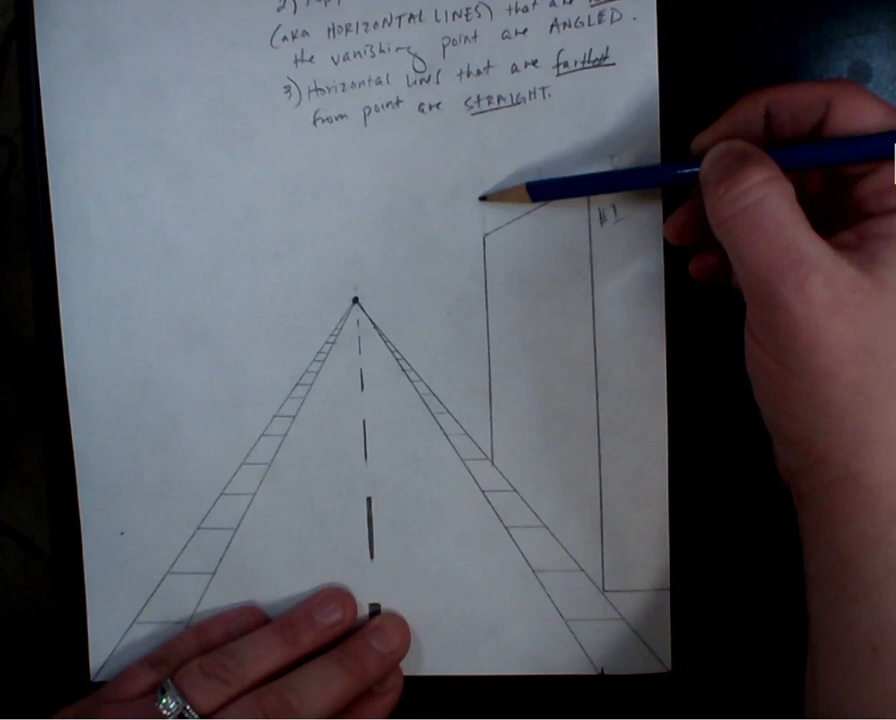 (aka HORIZONTAL LINES) that are
the vanishing point are ANGLED.
3) Horizontal lines that are farthest
from point are STRAIGHT.
#1